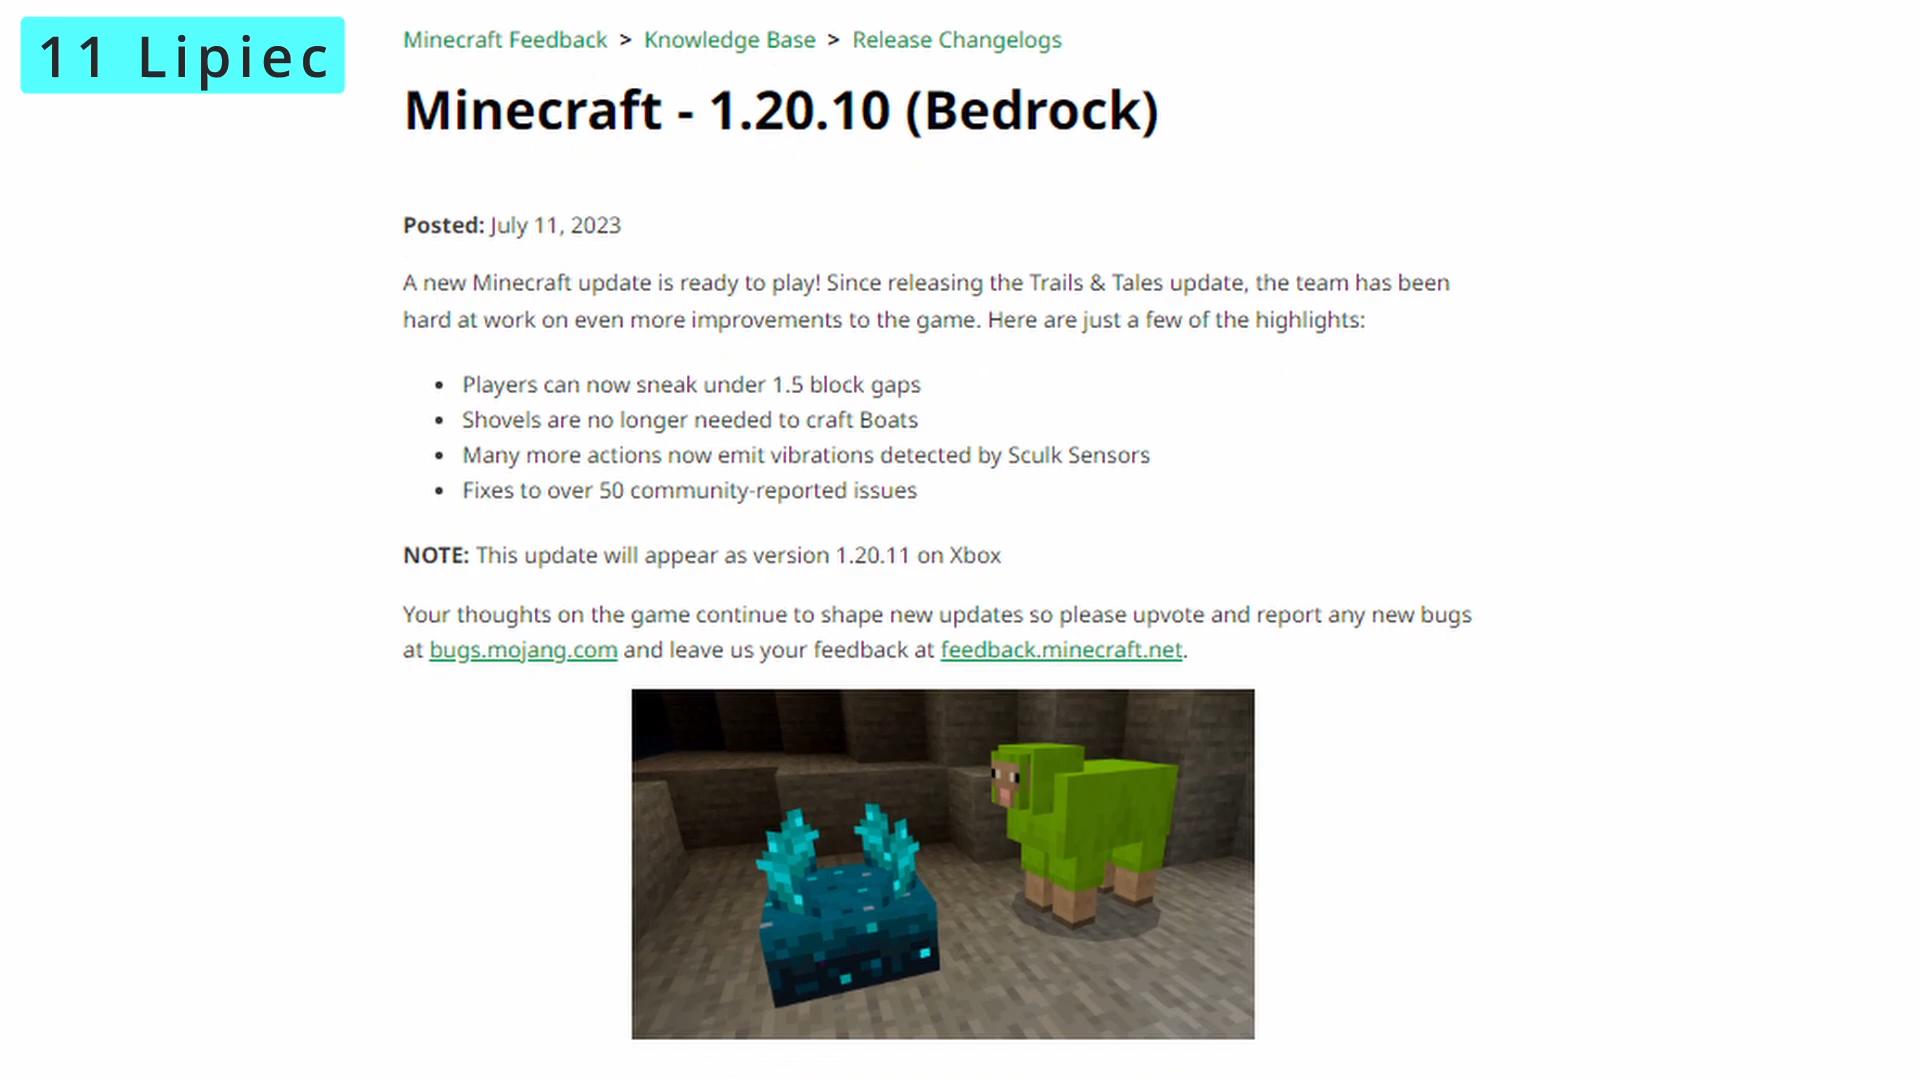 11 Lipiec
Minecraft Feedback > Knowledge Base > Release Changelogs
Minecraft - 1.20.10 (Bedrock)
Posted: July 11, 2023
A new Minecraft update is ready to play! Since releasing the Trails & Tales update, the team has been
hard at work on even more improvements to the game. Here are just a few of the highlights:
• Players can now sneak under 1.5 block gaps
• Shovels are no longer needed to craft Boats
• Many more actions now emit vibrations detected by Sculk Sensors
• Fixes to over 50 community-reported issues
NOTE: This update will appear as version 1.20.11 on Xbox
Your thoughts on the game continue to shape new updates so please upvote and report any new bugs
at bugs.mojang.com and leave us your feedback at feedback.minecraft.net.